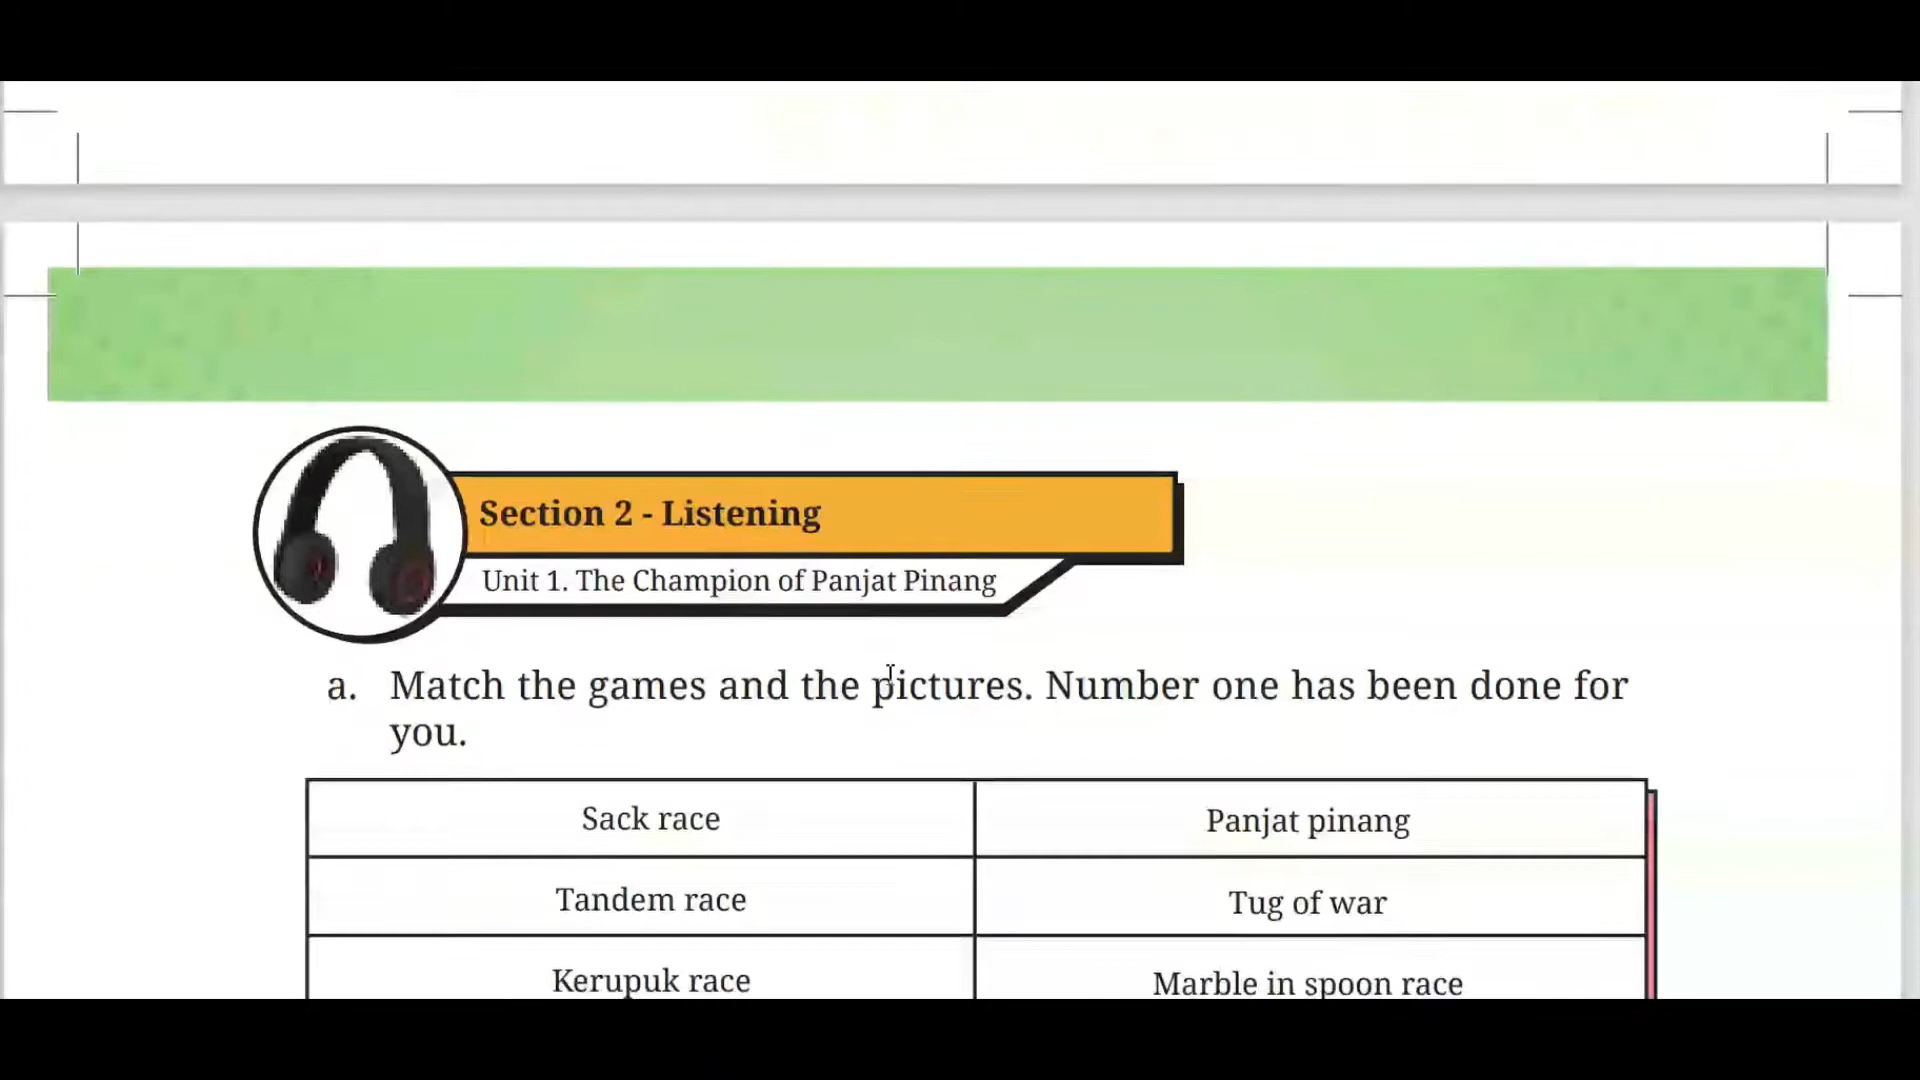 Section 2 - Listening
Unit 1. The Champion of Panjat Pinang
a. Match the games and the pictures. Number one has been done for
you.
Sack race
Panjat pinang
Tandem race
Tug of war
Kerupuk race
Marble in spoon race